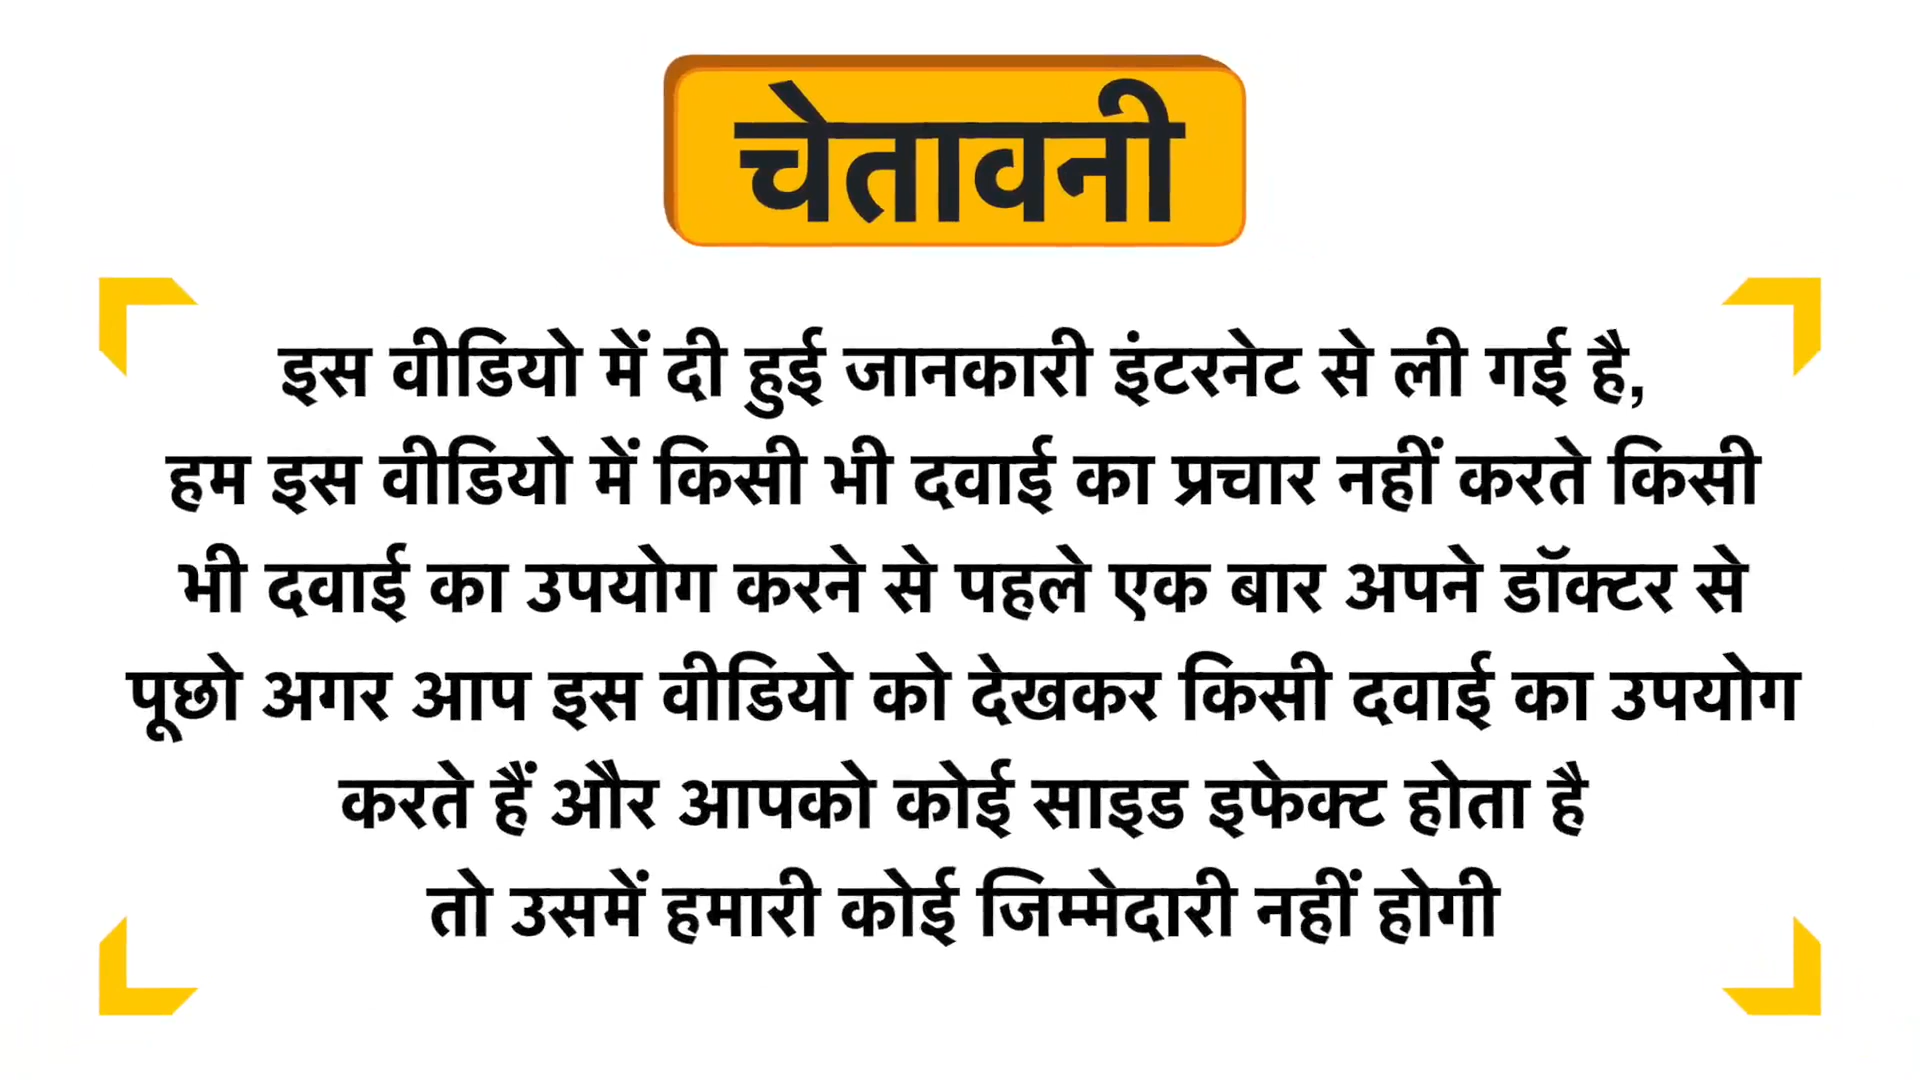 चेतावनी
इस वीडियो में दी हुई जानकारी इंटरनेट से ली गई है,
हम इस वीडियो में किसी भी दवाई का प्रचार नहीं करते किसी
भी दवाई का उपयोग करने से पहले एक बार अपने डॉक्टर से
पूछो अगर आप इस वीडियो को देखकर किसी दवाई का उपयोग
करते हैं और आपको कोई साइड इफेक्ट होता है
तो उसमें हमारी कोई जिम्मेदारी नहीं होगी